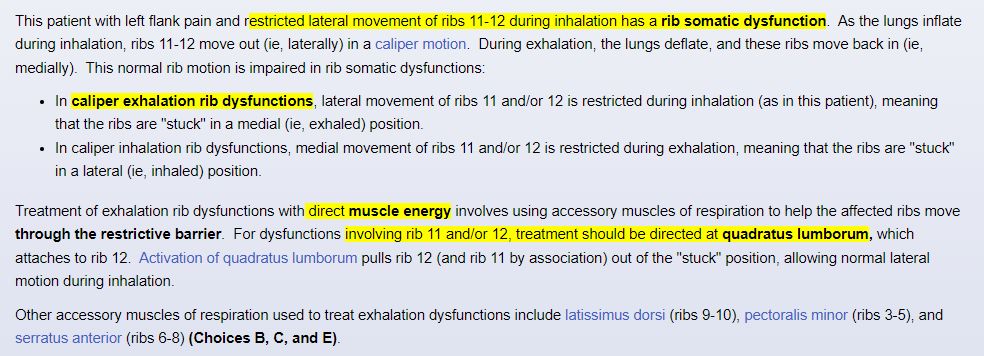 This patient with left flank pain and restricted lateral movement of ribs 11-12 during inhalation has a rib somatic dysfunction.  As the lungs inflate
during inhalation, ribs 11-12 move out (ie, laterally) in a caliper motion.  During exhalation, the lungs deflate, and these ribs move back in (ie,
medially).  This normal rib motion is impaired in rib somatic dysfunctions:
• In caliper exhalation rib dysfunctions, lateral movement of ribs 11 and/or 12 is restricted during inhalation (as in this patient), meaning
that the ribs are "stuck" in a medial (ie, exhaled) position.
• In caliper inhalation rib dysfunctions, medial movement of ribs 11 and/or 12 is restricted during exhalation, meaning that the ribs are "stuck"
in a lateral (ie, inhaled) position.
Treatment of exhalation rib dysfunctions with direct muscle energy involves using accessory muscles of respiration to help the affected ribs move
through the restrictive barrier.  For dysfunctions involving rib 11 and/or 12, treatment should be directed at quadratus lumborum, which
attaches to rib 12.  Activation of quadratus lumborum pulls rib 12 (and rib 11 by association) out of the "stuck" position, allowing normal lateral
motion during inhalation.
Other accessory muscles of respiration used to treat exhalation dysfunctions include latissimus dorsi (ribs 9-10), pectoralis minor (ribs 3-5), and
serratus anterior (ribs 6-8) (Choices B, C, and E).